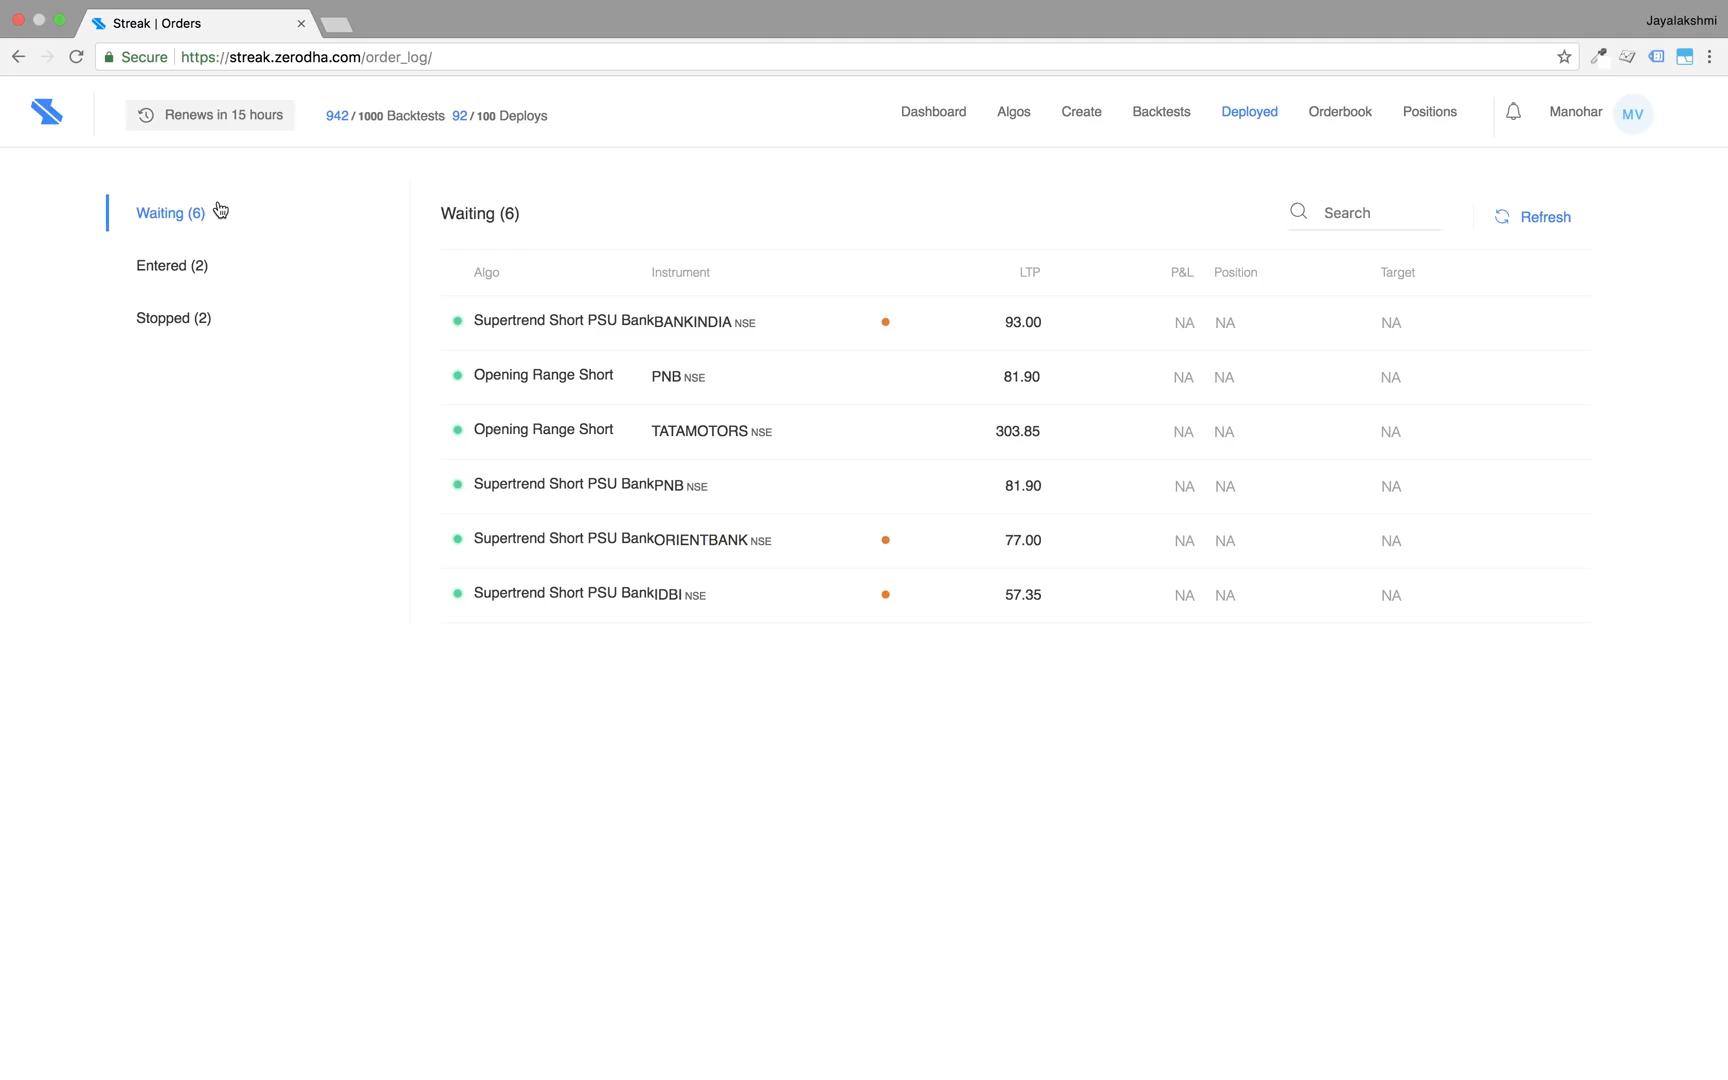 Streak | Orders
Jayalakshmi
Secure https://streak.zerodha.com/order_log/
Renews in 15 hours 942 / 1000 Backtests 92 / 100 Deploys Dashboard Algos Create Backtests Deployed Orderbook Positions Manohar MV
Waiting (6)
Entered (2)
Stopped (2)
Waiting (6) Search Refresh
Algo Instrument LTP P&L Position Target
Supertrend Short PSU Bank BANKINDIA NSE 93.00 NA NA NA
Opening Range Short PNB NSE 81.90 NA NA NA
Opening Range Short TATAMOTORS NSE 303.85 NA NA NA
Supertrend Short PSU Bank PNB NSE 81.90 NA NA NA
Supertrend Short PSU Bank ORIENTBANK NSE 77.00 NA NA NA
Supertrend Short PSU Bank IDBI NSE 57.35 NA NA NA